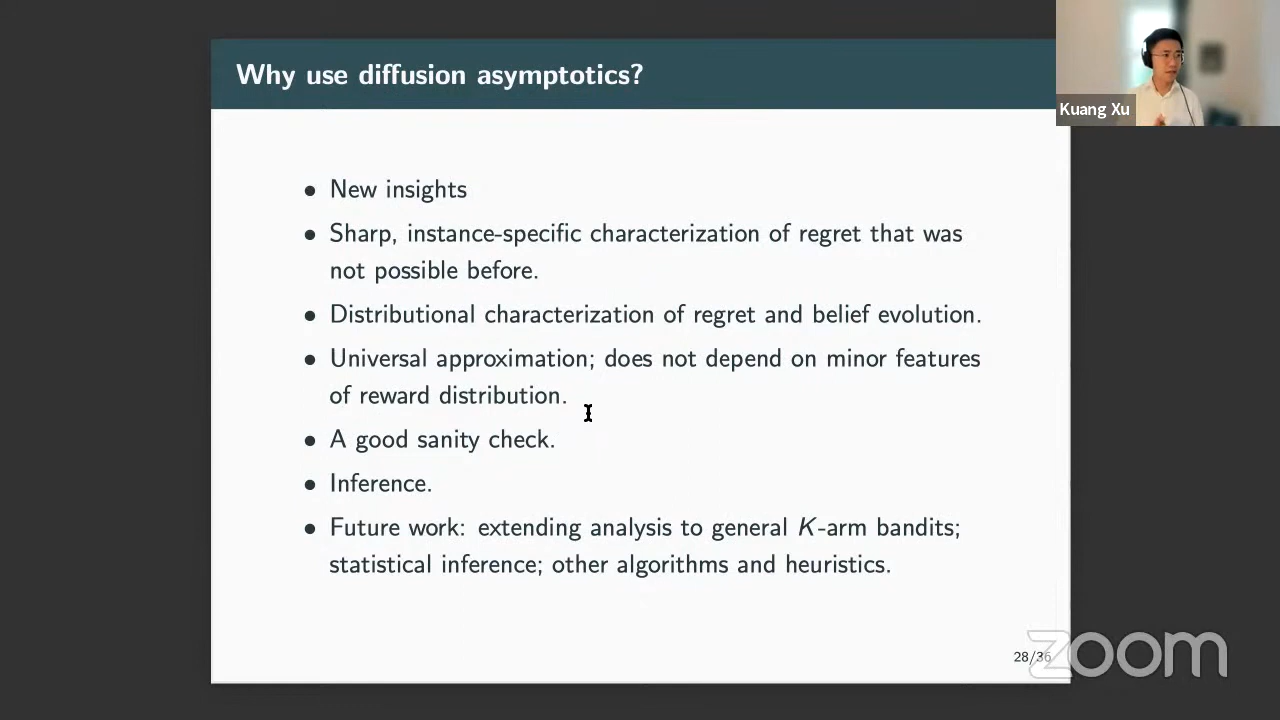 Why use diffusion asymptotics?
Kuang Xu
• New insights
• Sharp, instance-specific characterization of regret that was
not possible before.
• Distributional characterization of regret and belief evolution.
• Universal approximation; does not depend on minor features
of reward distribution.
• A good sanity check.
• Inference.
• Future work: extending analysis to general K-arm bandits;
statistical inference; other algorithms and heuristics.
28/36
zoom